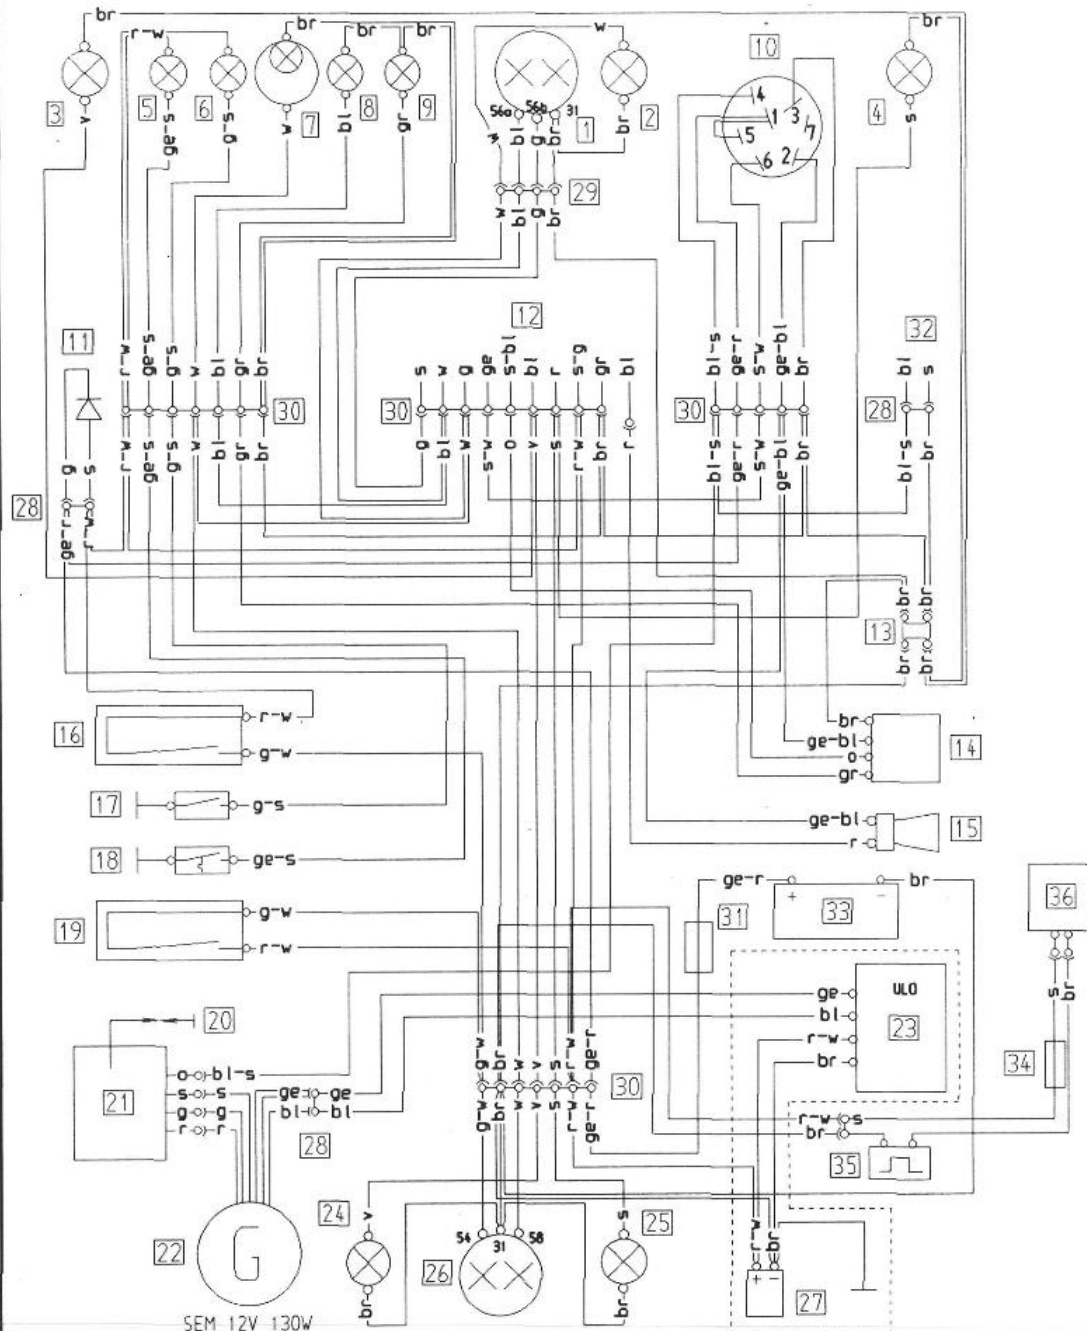 br
br
br
w
br
r-w
10
3
5
6
7
8
9
56a
56b
31
1
2
4
v
ge-s
g-s
w
bl
gr
w
bl
g
br
br
4
1
3
5
7
6
2
s
29
w
bl
g
br
11
12
32
r-w
ge-s
g-s
w
bl
gr
br
s
w
g
ge
s-bl
bl
r
s-g
gr
bl
bl-s
ge-r
s-w
ge-bl
br
bl
s
30
30
30
28
g
s
r-w
ge-s
g-s
w
bl
gr
br
g
bl
w
s-w
o
v
s
r-w
br
r
bl-s
ge-r
s-w
ge-bl
br
bl-s
br
28
ge-r
r-w
br
br
13
br
br
16
r-w
g-w
br
ge-bl
o
gr
14
17
g-s
ge-bl
r
15
18
ge-s
ge-r
br
+
-
33
36
19
g-w
r-w
31
s
br
20
ge
bl
r-w
br
ULO
23
34
g-w
br
w
v
s
r-w
ge-r
30
21
o
bl-s
s
s
g
g
r
r
ge
ge
bl
bl
28
g-w
br
w
v
s
r-w
ge-r
r-w
s
br
35
24
v
54
31
58
s
25
22
G
26
br
br
r-w
br
+
-
27
SEM 12V 130W